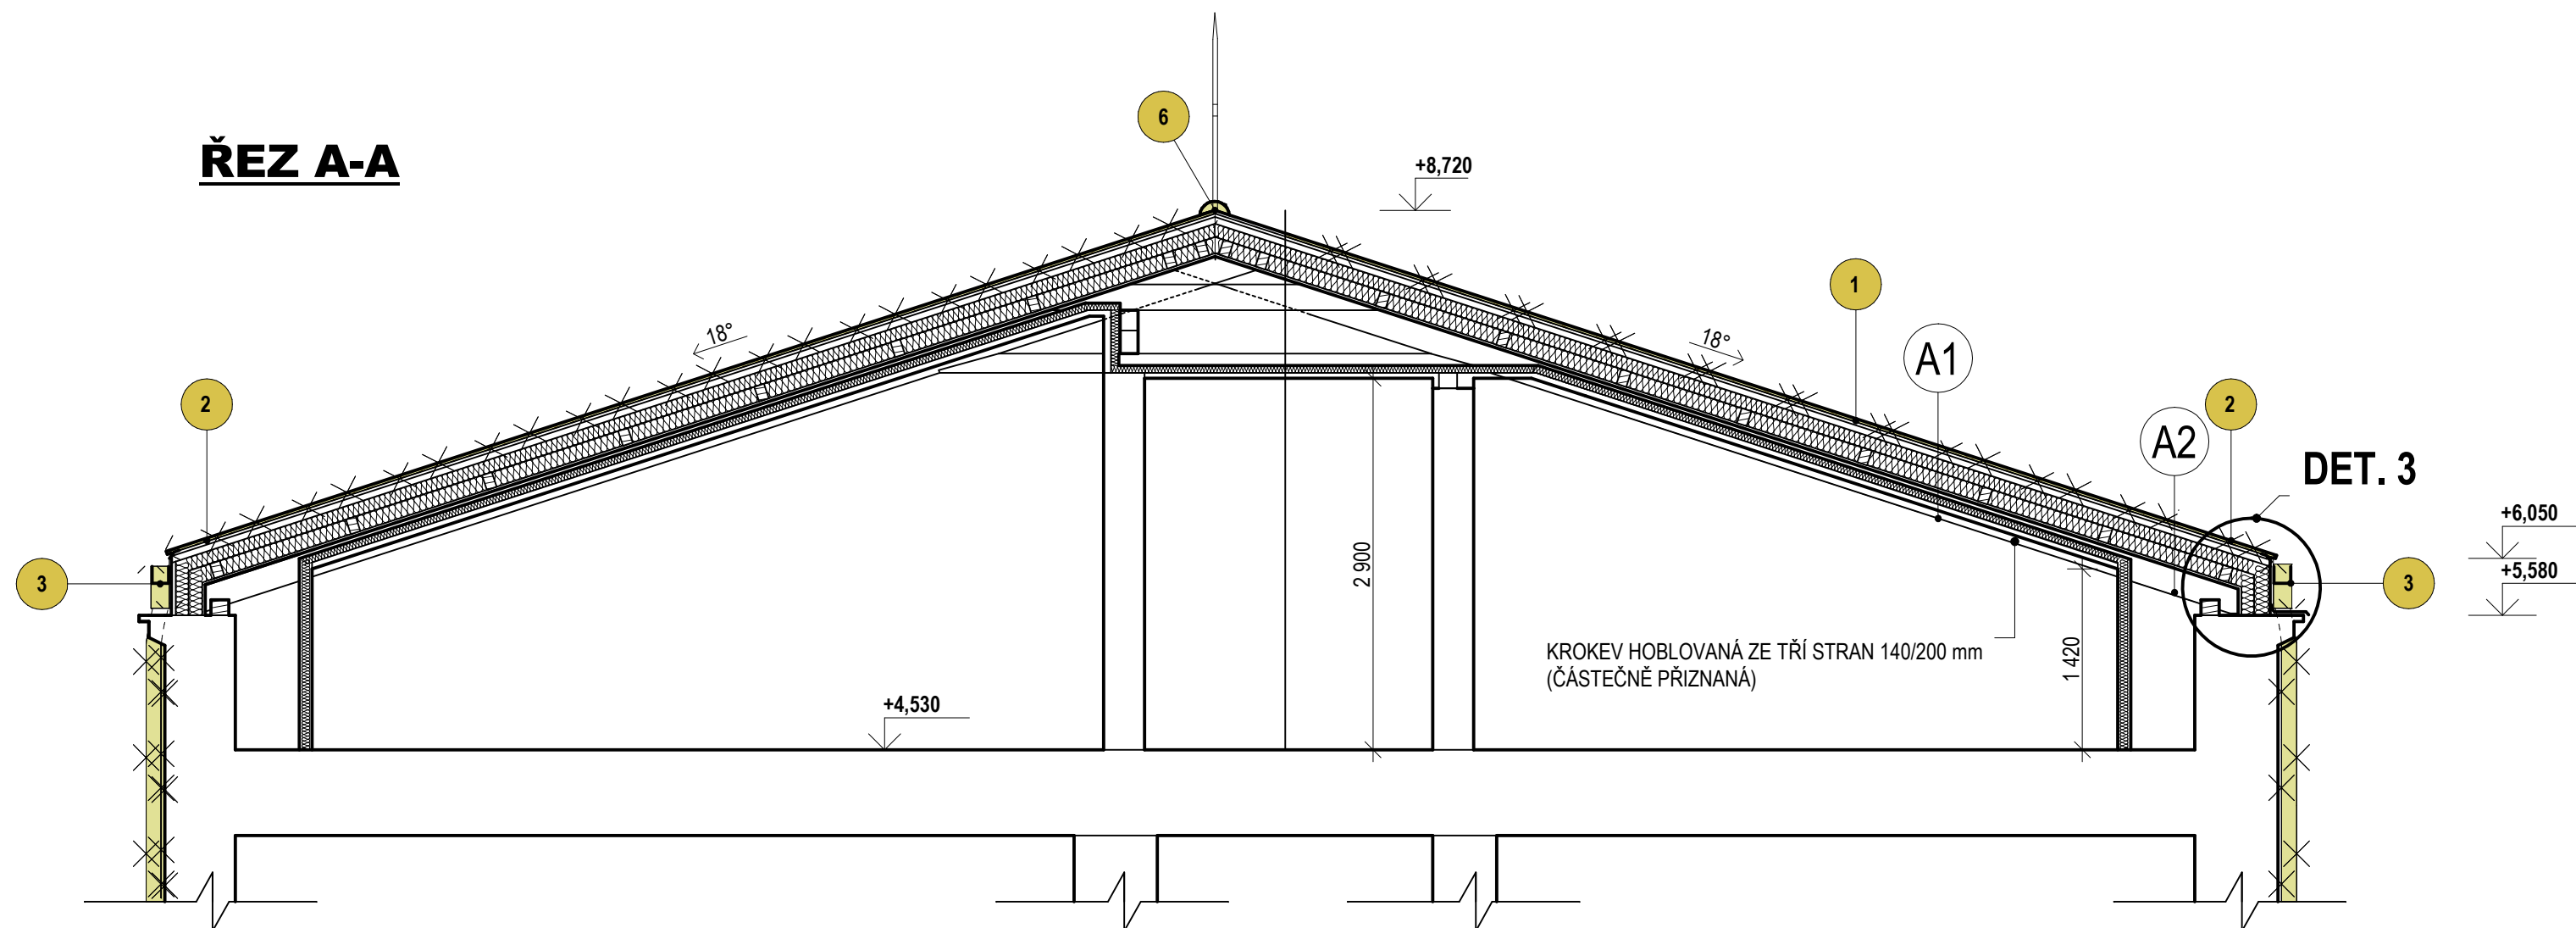 ŘEZ A-A
6
+8,720
1
18°
18°
A1
2
2
A2
DET. 3
+6,050
+5,580
3
3
2 900
1 420
KROKEV HOBLOVANÁ ZE TŘÍ STRAN 140/200 mm
(ČÁSTEČNĚ PŘIZNANÁ)
+4,530